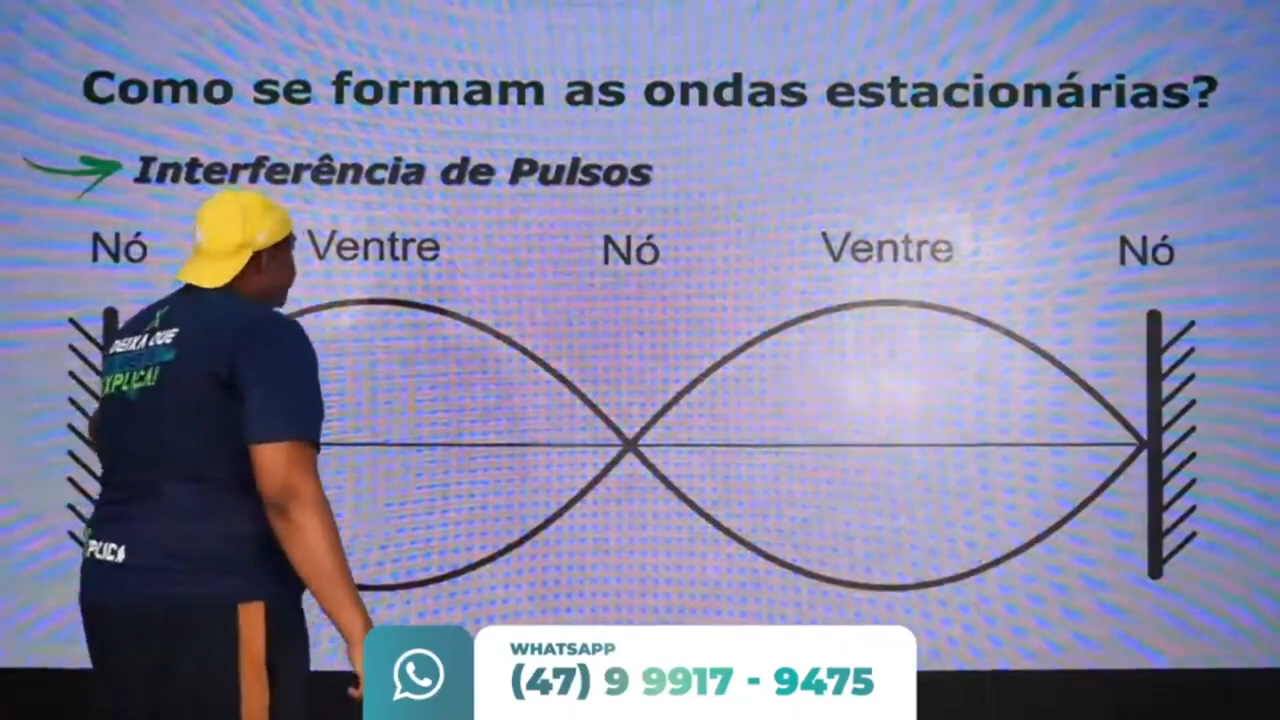 Como se formam as ondas estacionárias?
Interferência de Pulsos
Nó Ventre Nó Ventre Nó
DEIXA QUE
XPLICA!
PLICA
WHATSAPP
(47) 9 9917 - 9475